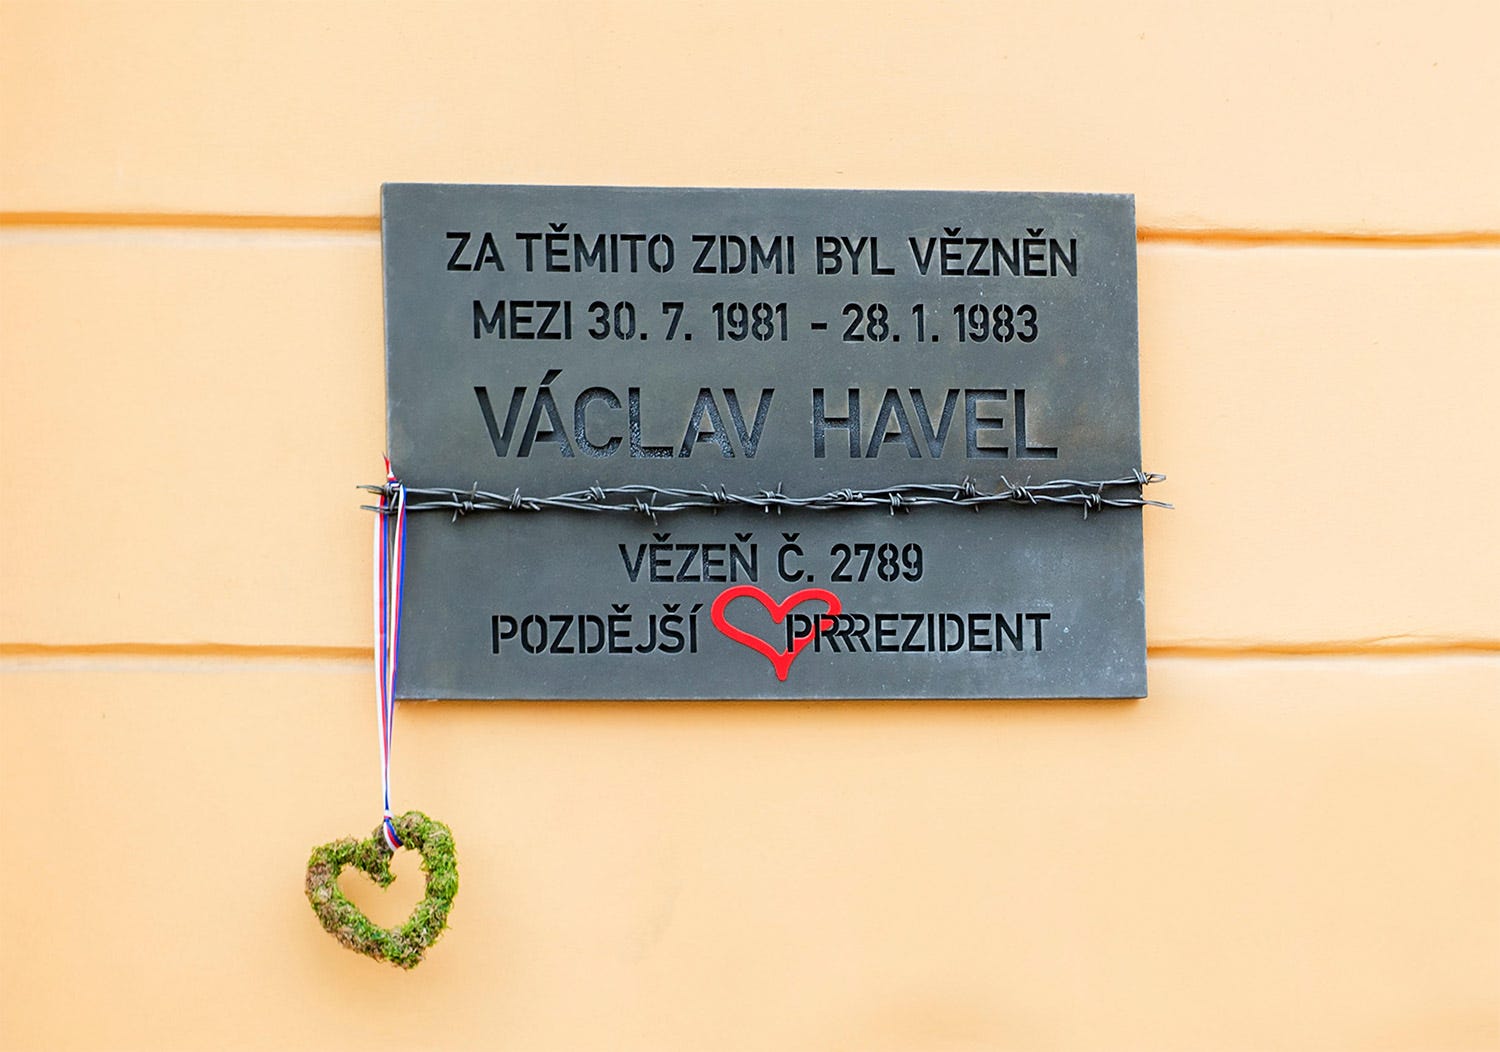 ZA TĚMITO ZDMI BYL VĚZNĚN
MEZI 30. 7. 1981 - 28. 1. 1983
VÁCLAV HAVEL
VĚZEŇ Č. 2789
POZDĚJŠÍ PRRREZIDENT